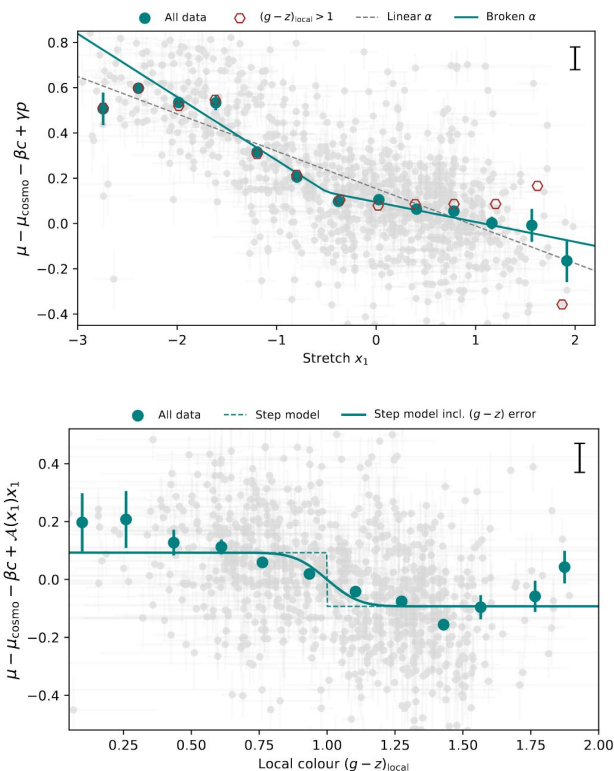 All data (g − z)local > 1 Linear α Broken α
μ − μcosmo − βc + γp
0.8
0.6
0.4
0.2
0.0
−0.2
−0.4
−3 −2 −1 0 1 2
Stretch x1
All data Step model Step model incl. (g − z) error
μ − μcosmo − βc + 𝒜(x1)x1
0.4
0.2
0.0
−0.2
−0.4
0.25 0.50 0.75 1.00 1.25 1.50 1.75 2.00
Local colour (g − z)local